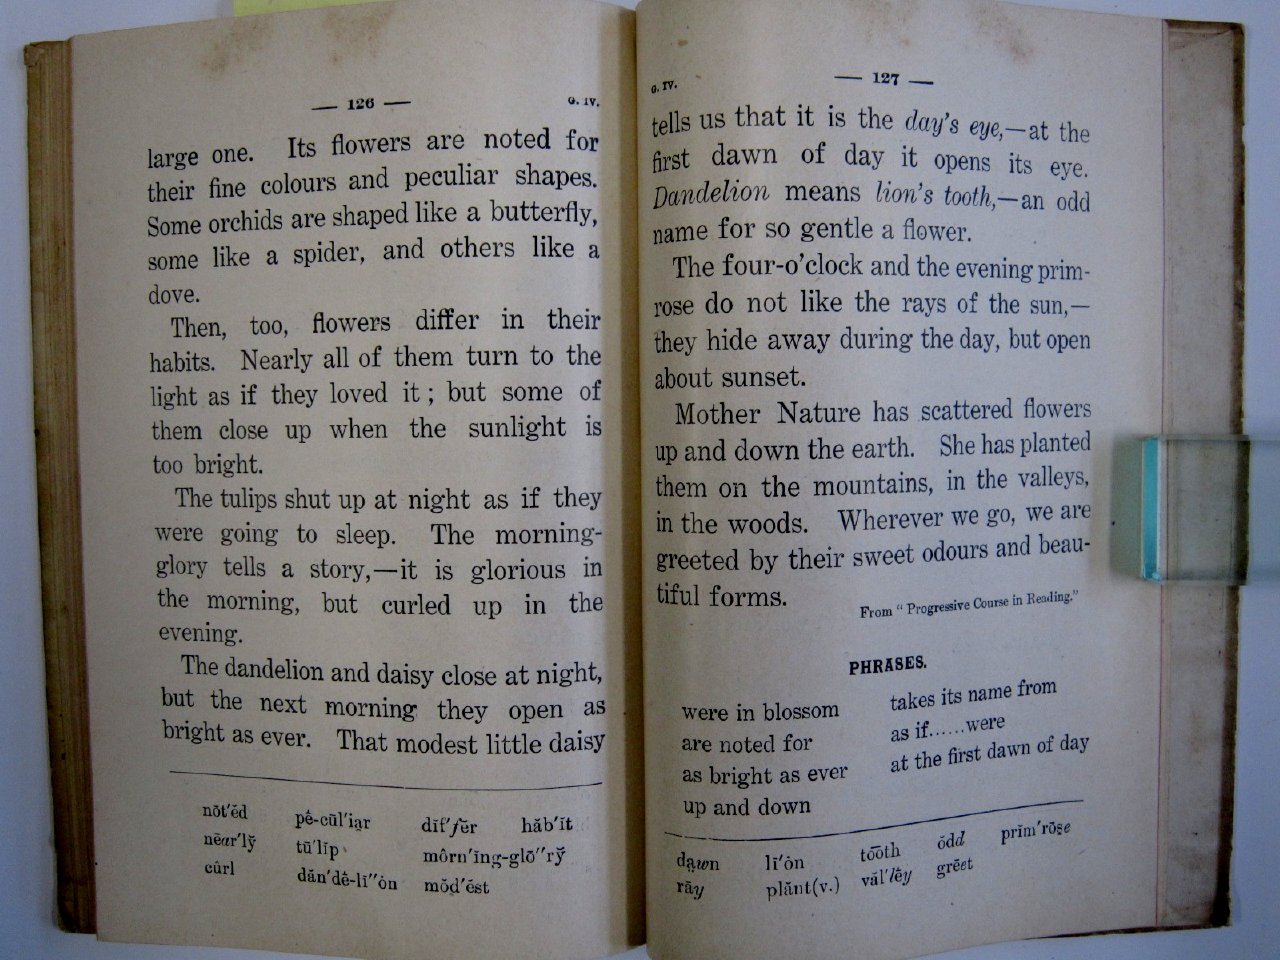 — 126 —
G. IV.
large one. Its flowers are noted for
their fine colours and peculiar shapes.
Some orchids are shaped like a butterfly,
some like a spider, and others like a
dove.
Then, too, flowers differ in their
habits. Nearly all of them turn to the
light as if they loved it; but some of
them close up when the sunlight is
too bright.
The tulips shut up at night as if they
were going to sleep. The morning-
glory tells a story,—it is glorious in
the morning, but curled up in the
evening.
The dandelion and daisy close at night,
but the next morning they open as
bright as ever. That modest little daisy
nōt′ĕd pḗ-cūl′i̯a̤r dĭf′fẽr hăb′ĭt
nēar′ly̆ tū′lĭp môrn′ĭng-glō″ry̆
cûrl dăn′dḗ-lī″ȯn mŏd′ĕst
G. IV.
— 127 —
tells us that it is the day's eye,—at the
first dawn of day it opens its eye.
Dandelion means lion's tooth,—an odd
name for so gentle a flower.
The four-o'clock and the evening prim-
rose do not like the rays of the sun,—
they hide away during the day, but open
about sunset.
Mother Nature has scattered flowers
up and down the earth. She has planted
them on the mountains, in the valleys,
in the woods. Wherever we go, we are
greeted by their sweet odours and beau-
tiful forms.
From "Progressive Course in Reading."
PHRASES.
were in blossom
are noted for
as bright as ever
up and down
takes its name from
as if......were
at the first dawn of day
da̤wn lī′ȯn to͞oth ŏdd prĭm′rōs̱e
rāy plănt(v.) văl′lḗy grēet